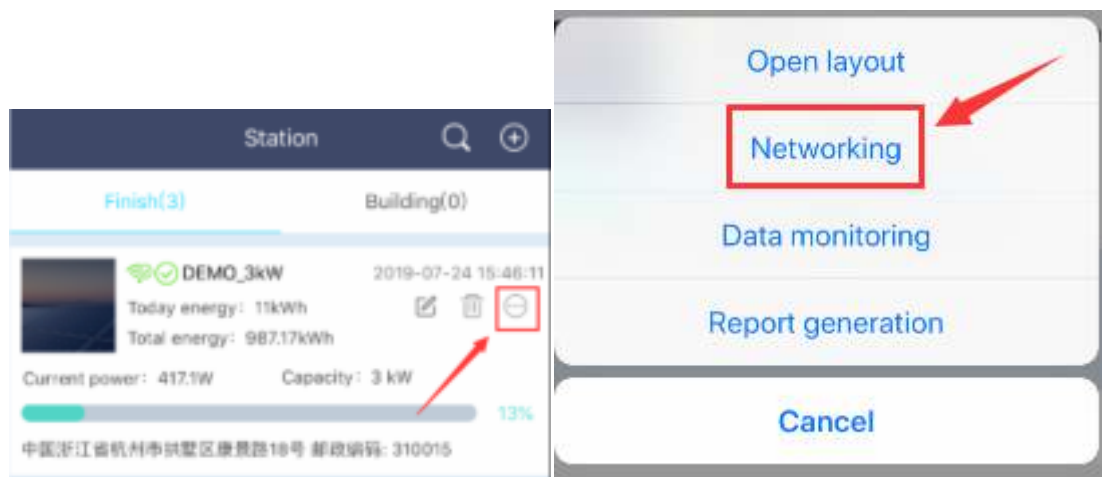 Station
Finish(3) Building(0)
DEMO_3kW 2019-07-24 15:46:11
Today energy: 11kWh
Total energy: 987.17kWh
Current power: 417.1W Capacity: 3 kW
13%
中国浙江省杭州市拱墅区康景路18号 邮政编码: 310015
Open layout
Networking
Data monitoring
Report generation
Cancel